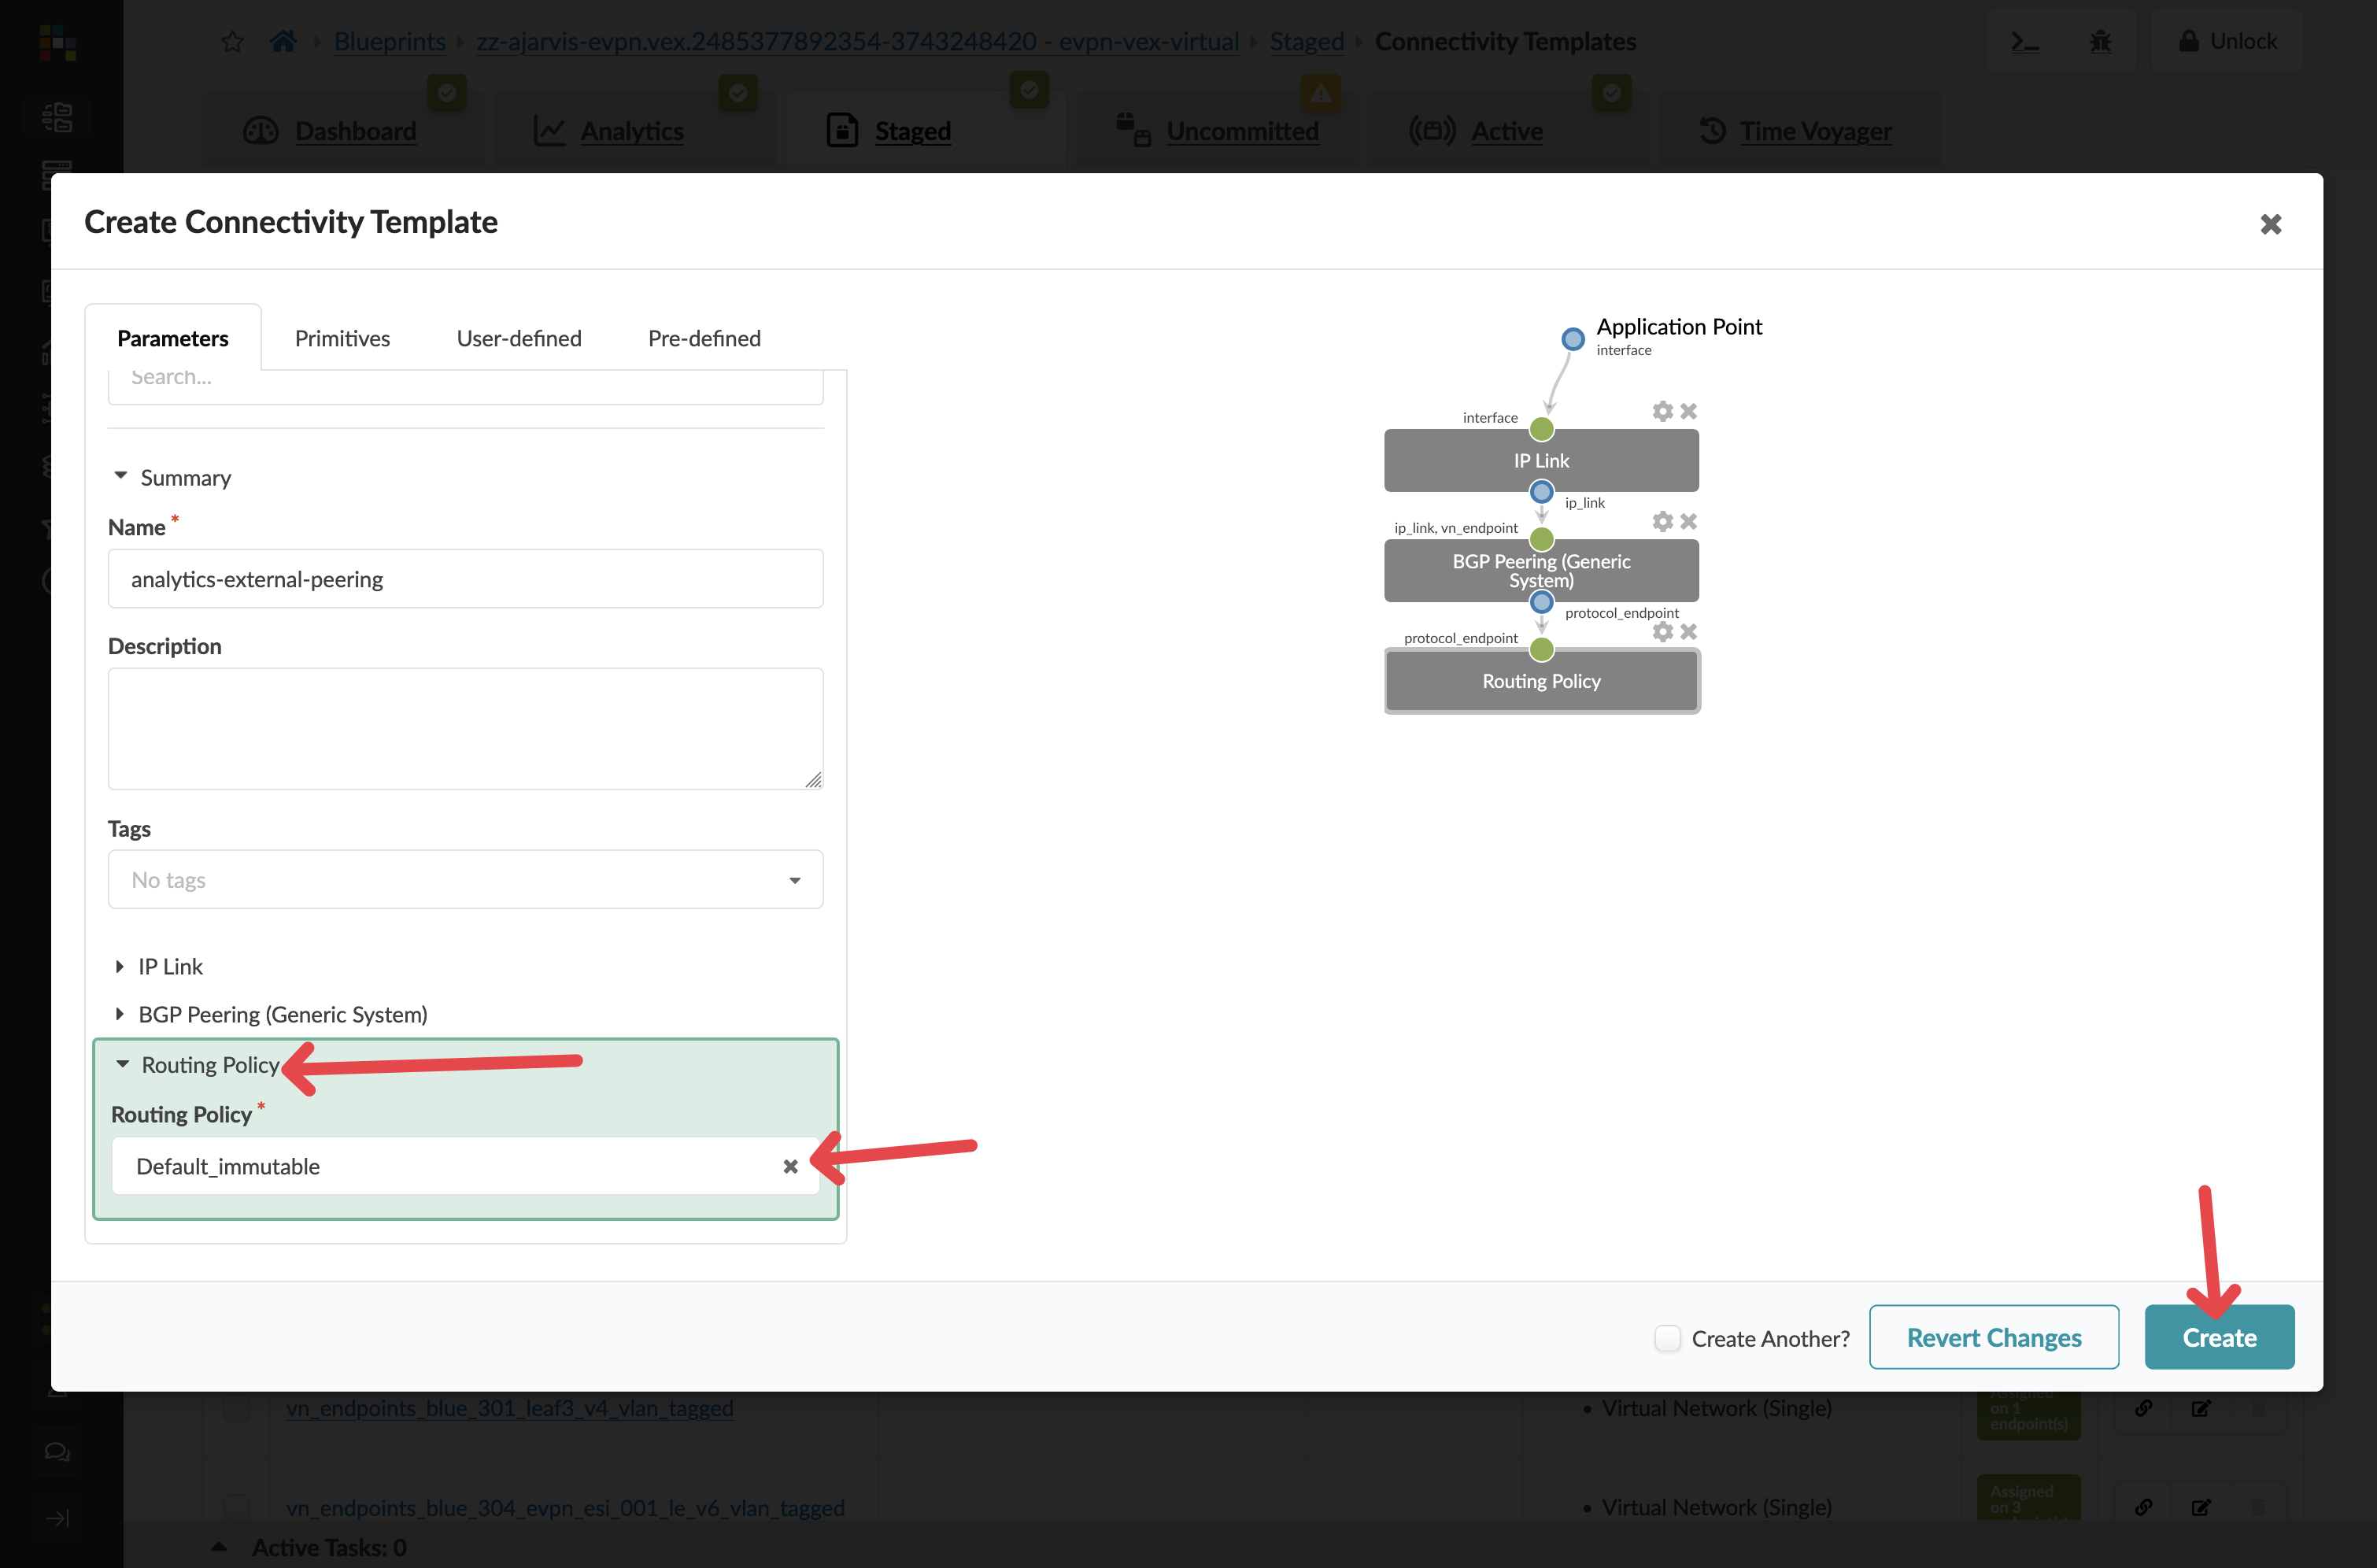 Blueprints
zz-ajarvis-evpn.vex.2485377892354-3743248420 - evpn-vex-virtual
Staged
Connectivity Templates
Unlock
Dashboard
Analytics
Staged
Uncommitted
Active
Time Voyager
Create Connectivity Template
Parameters
Primitives
User-defined
Pre-defined
Search...
Summary
Name *
analytics-external-peering
Description
Tags
No tags
IP Link
BGP Peering (Generic System)
Routing Policy
Routing Policy *
Default_immutable
Application Point
interface
interface
IP Link
ip_link
ip_link, vn_endpoint
BGP Peering (Generic
System)
protocol_endpoint
protocol_endpoint
Routing Policy
Create Another?
Revert Changes
Create
vn_endpoints_blue_301_leaf3_v4_vlan_tagged
• Virtual Network (Single)
Assigned
on 1
endpoint(s)
vn_endpoints_blue_304_evpn_esi_001_le_v6_vlan_tagged
• Virtual Network (Single)
Assigned
on 3
Active Tasks: 0